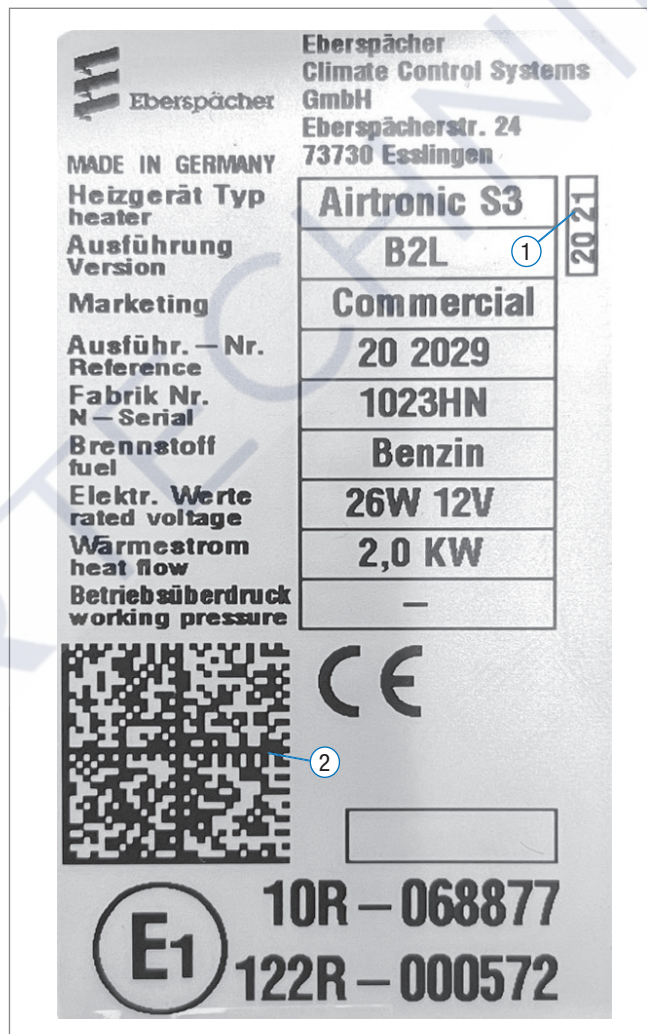 Eberspächer
Eberspächer
Climate Control Systems
GmbH
Eberspächerstr. 24
73730 Esslingen
MADE IN GERMANY
Heizgerät Typ
heater
Airtronic S3
20 21
Ausführung
Version
B2L
1
Marketing
Commercial
Ausführ. – Nr.
Reference
20 2029
Fabrik Nr.
N – Serial
1023HN
Brennstoff
fuel
Benzin
Elektr. Werte
rated voltage
26W 12V
Wärmestrom
heat flow
2,0 KW
Betriebsüberdruck
working pressure
–
CE
2
E1
10R – 068877
122R – 000572